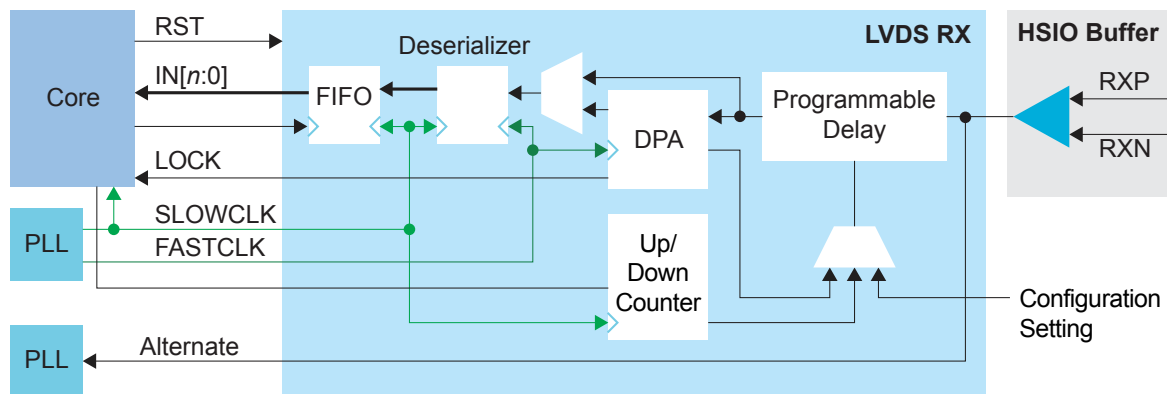 RST
LVDS RX
HSIO Buffer
Deserializer
IN[n:0]
RXP
Core
FIFO
Programmable
Delay
DPA
RXN
LOCK
SLOWCLK
PLL
FASTCLK
Up/
Down
Counter
Configuration
Setting
Alternate
PLL